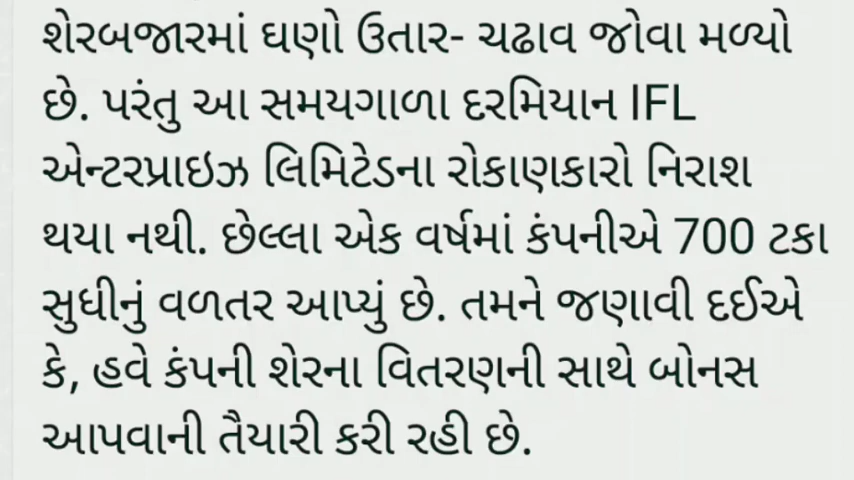 શેરબજારમાં ઘણો ઉતાર- ચઢાવ જોવા મળ્યો
છે. પરંતુ આ સમયગાળા દરમિયાન IFL
એન્ટરપ્રાઇઝ લિમિટેડના રોકાણકારો નિરાશ
થયા નથી. છેલ્લા એક વર્ષમાં કંપનીએ 700 ટકા
સુધીનું વળતર આપ્યું છે. તમને જણાવી દઈએ
કે, હવે કંપની શેરના વિતરણની સાથે બોનસ
આપવાની તૈયારી કરી રહી છે.